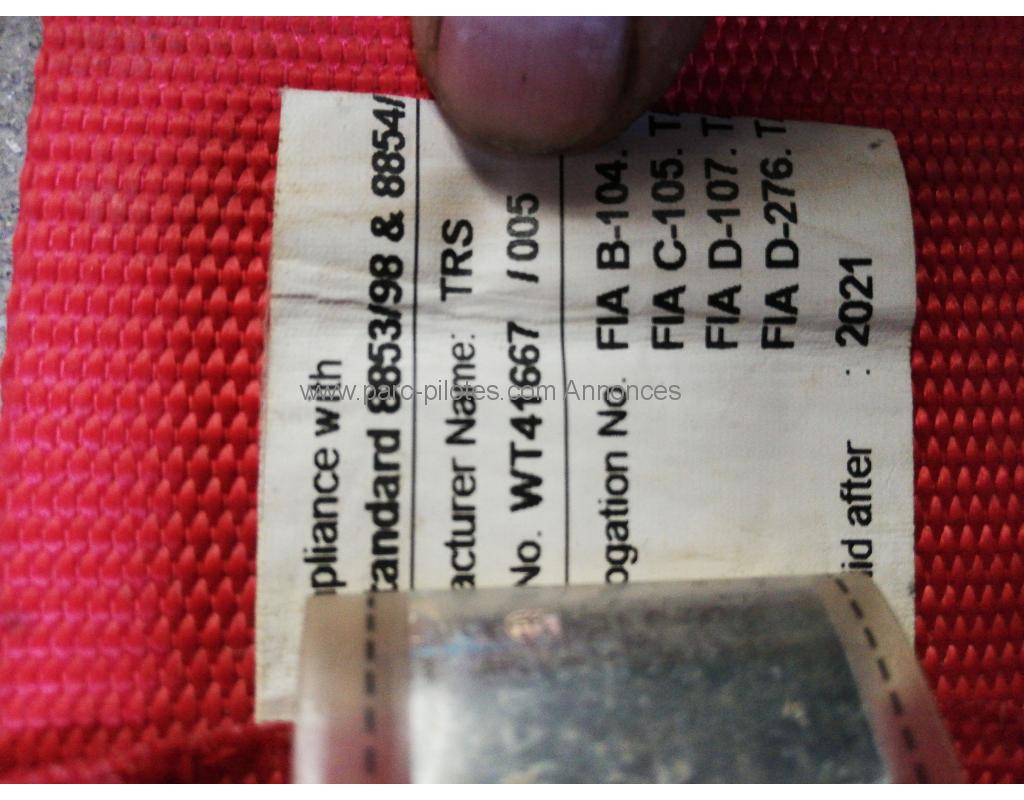 pliance with
tandard 8853/98 & 8854/
acturer Name: TRS
No. WT41667 /005
ogation No. FIA B-104.
FIA C-105. T
FIA D-107. T
FIA D-276. T
id after : 2021
www.parc-pilotes.com Annonces